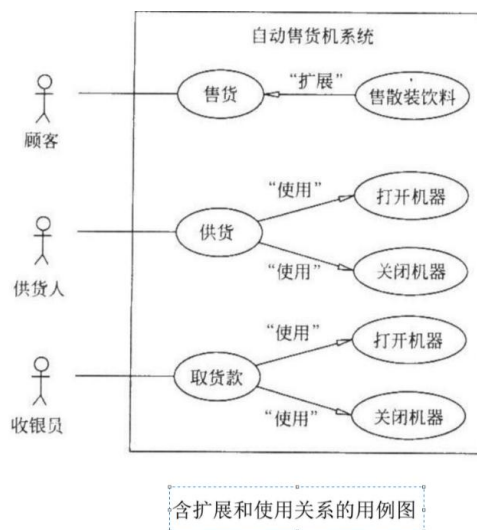 自动售货机系统
售货
“扩展”
售散装饮料
顾客
“使用”
打开机器
供货
供货人
“使用”
关闭机器
“使用”
打开机器
取货款
收银员
“使用”
关闭机器
含扩展和使用关系的用例图